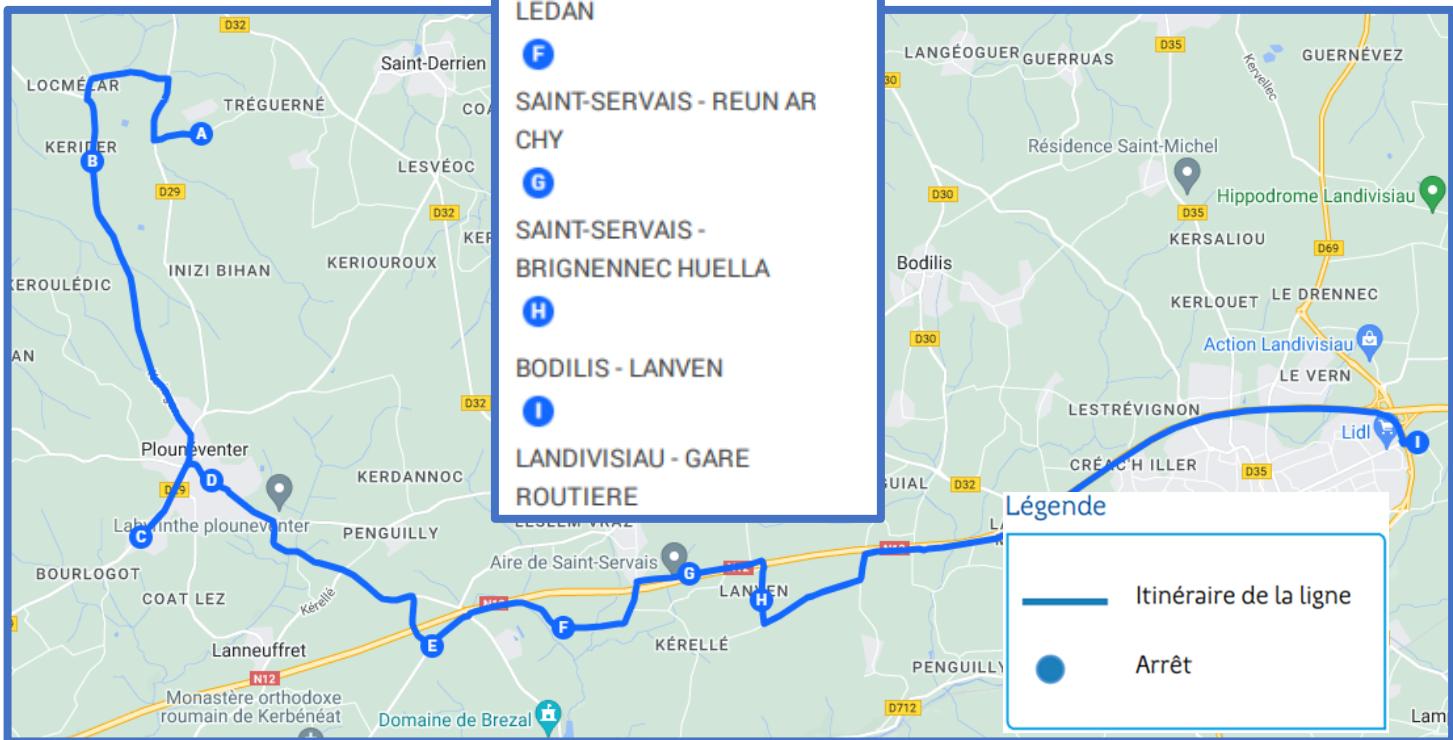 LEDAN
F
SAINT-SERVAIS - REUN AR
CHY
G
SAINT-SERVAIS -
BRIGNENNEC HUELLA
H
BODILIS - LANVEN
I
LANDIVISIAU - GARE
ROUTIERE
D32
Saint-Derrien
LOCMÉLAR
TRÉGUERNÉ
A
KERIDER
B
LESVÉOC
D29
D32
INIZI BIHAN
KERIOUROUX
KEROULÉDIC
D32
Plounéventer
D
KERDANNOC
D29
Labyrinthe plouneventer
C
PENGUILLY
BOURLOGOT
COAT LEZ
Kérellé
Lanneuffret
N12
E
Monastère orthodoxe
roumain de Kerbénéat
Domaine de Brezal
F
Aire de Saint-Servais
G
N12
LANVEN
H
KÉRELLÉ
PENGUILLY
D712
LANGÉOGUER
GUERRUAS
D35
Kervellec
GUERNÉVEZ
Résidence Saint-Michel
D30
D35
Hippodrome Landivisiau
KERSALIOU
D69
Bodilis
KERLOUET
LE DRENNEC
D30
Action Landivisiau
LE VERN
LESTRÉVIGNON
Lidl
I
CRÉAC'H ILLER
D35
D32
N12
Légende
Itinéraire de la ligne
Arrêt